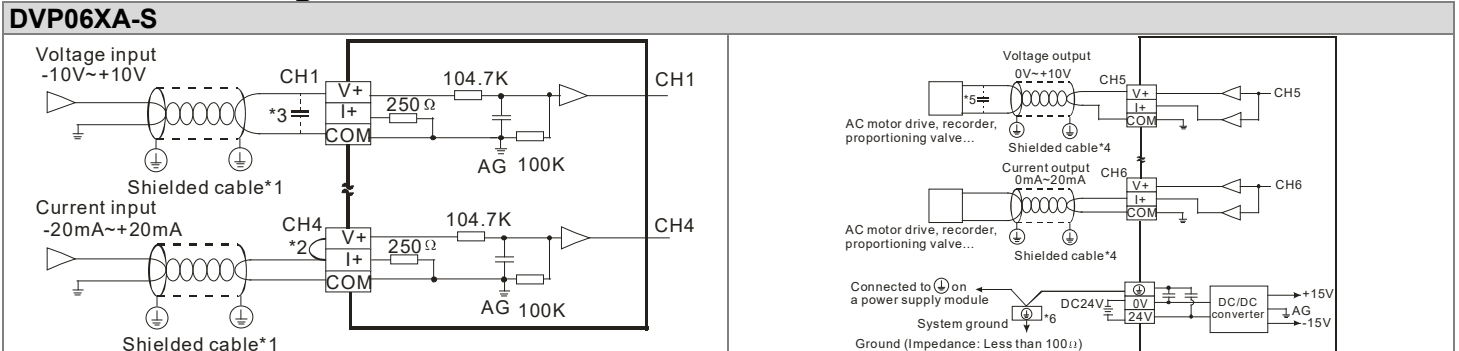 DVP06XA-S
Voltage input
-10V~+10V
CH1
*3
V+
I+
COM
104.7K
250Ω
CH1
AG 100K
Shielded cable*1
Current input
-20mA~+20mA
CH4
*2
V+
I+
COM
104.7K
250Ω
CH4
AG 100K
Shielded cable*1
Voltage output
0V~+10V
CH5
*5
V+
I+
COM
CH5
AC motor drive, recorder,
proportioning valve...
Shielded cable*4
Current output
0mA~20mA
CH6
V+
I+
COM
CH6
AC motor drive, recorder,
proportioning valve...
Shielded cable*4
Connected to on
a power supply module
DC24V
0V
24V
DC/DC
converter
+15V
AG
-15V
System ground
*6
Ground (Impedance: Less than 100Ω)